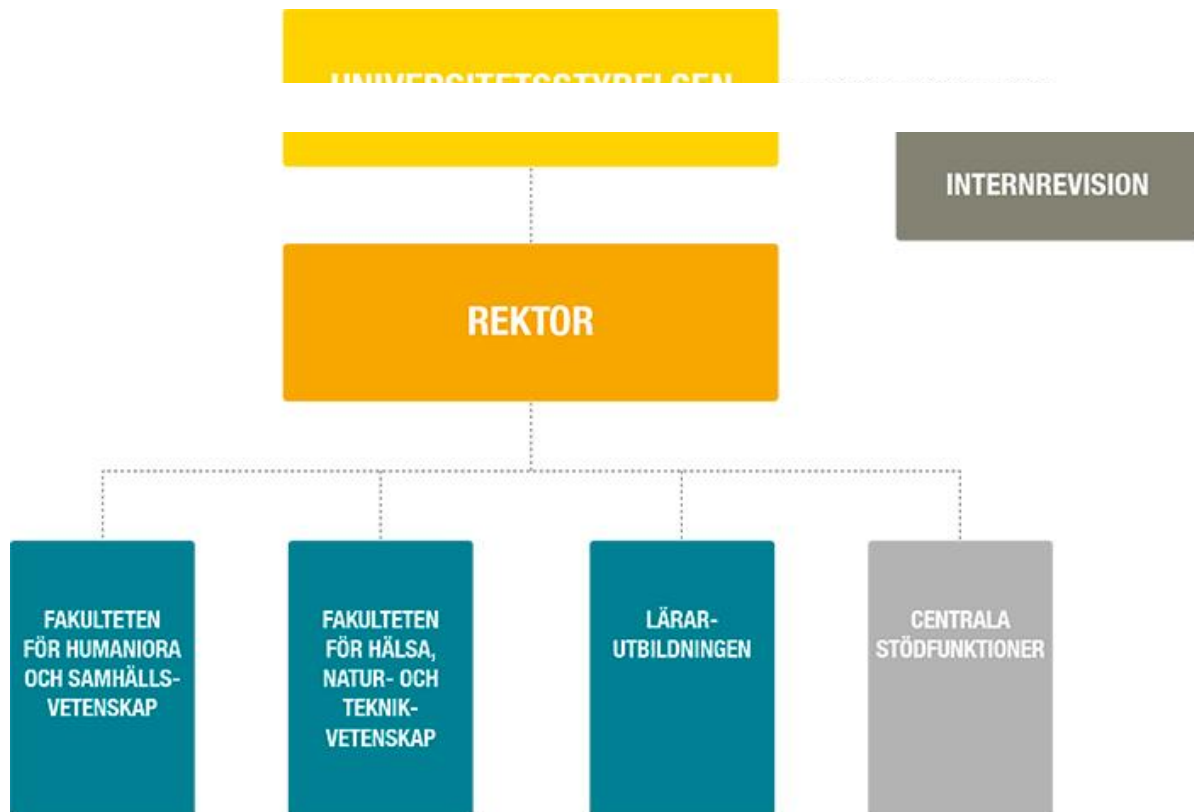 UNIVERSITETSSTYRELSEN
INTERNREVISION
REKTOR
FAKULTETEN
FÖR HUMANIORA
OCH SAMHÄLLS-
VETENSKAP
FAKULTETEN
FÖR HÄLSA,
NATUR- OCH
TEKNIK-
VETENSKAP
LÄRAR-
UTBILDNINGEN
CENTRALA
STÖDFUNKTIONER